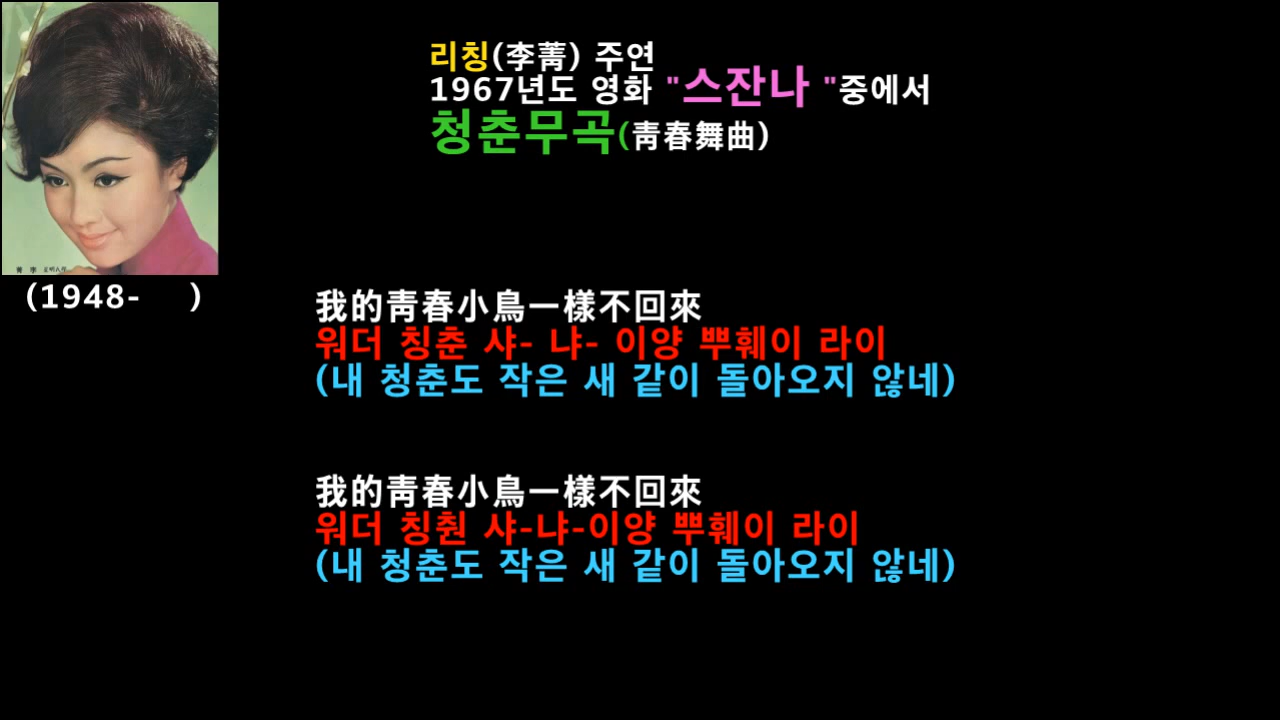 리칭(李菁) 주연
1967년도 영화 "스잔나 "중에서
청춘무곡(靑春舞曲)
(1948-     )
我的靑春小鳥一樣不回來
워더 칭춘 샤- 냐- 이양 뿌훼이 라이
(내 청춘도 작은 새 같이 돌아오지 않네)
我的靑春小鳥一樣不回來
워더 칭춴 샤-냐-이양 뿌훼이 라이
(내 청춘도 작은 새 같이 돌아오지 않네)